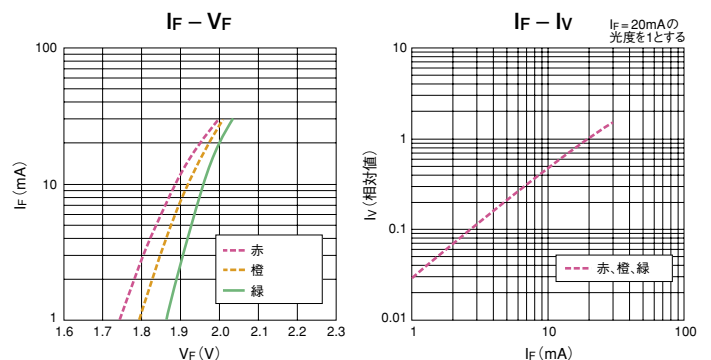 IF – VF
100
10
1
IF (mA)
1.6 1.7 1.8 1.9 2.0 2.1 2.2 2.3
VF (V)
赤
橙
緑
IF – IV
IF=20mAの
光度を1とする
10
1
0.1
0.01
IV (相対値)
1 10 100
IF (mA)
赤、橙、緑